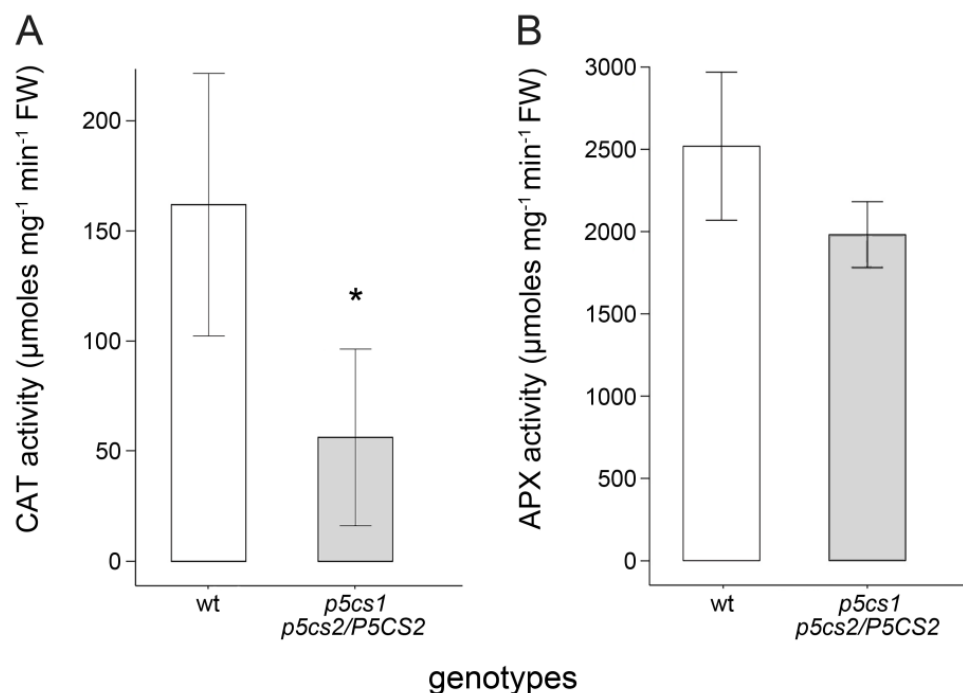 A
CAT activity (µmoles mg⁻¹ min⁻¹ FW)
200
150
100
50
0
*
wt
p5cs1
p5cs2/P5CS2
B
APX activity (µmoles mg⁻¹ min⁻¹ FW)
3000
2500
2000
1500
1000
500
0
wt
p5cs1
p5cs2/P5CS2
genotypes